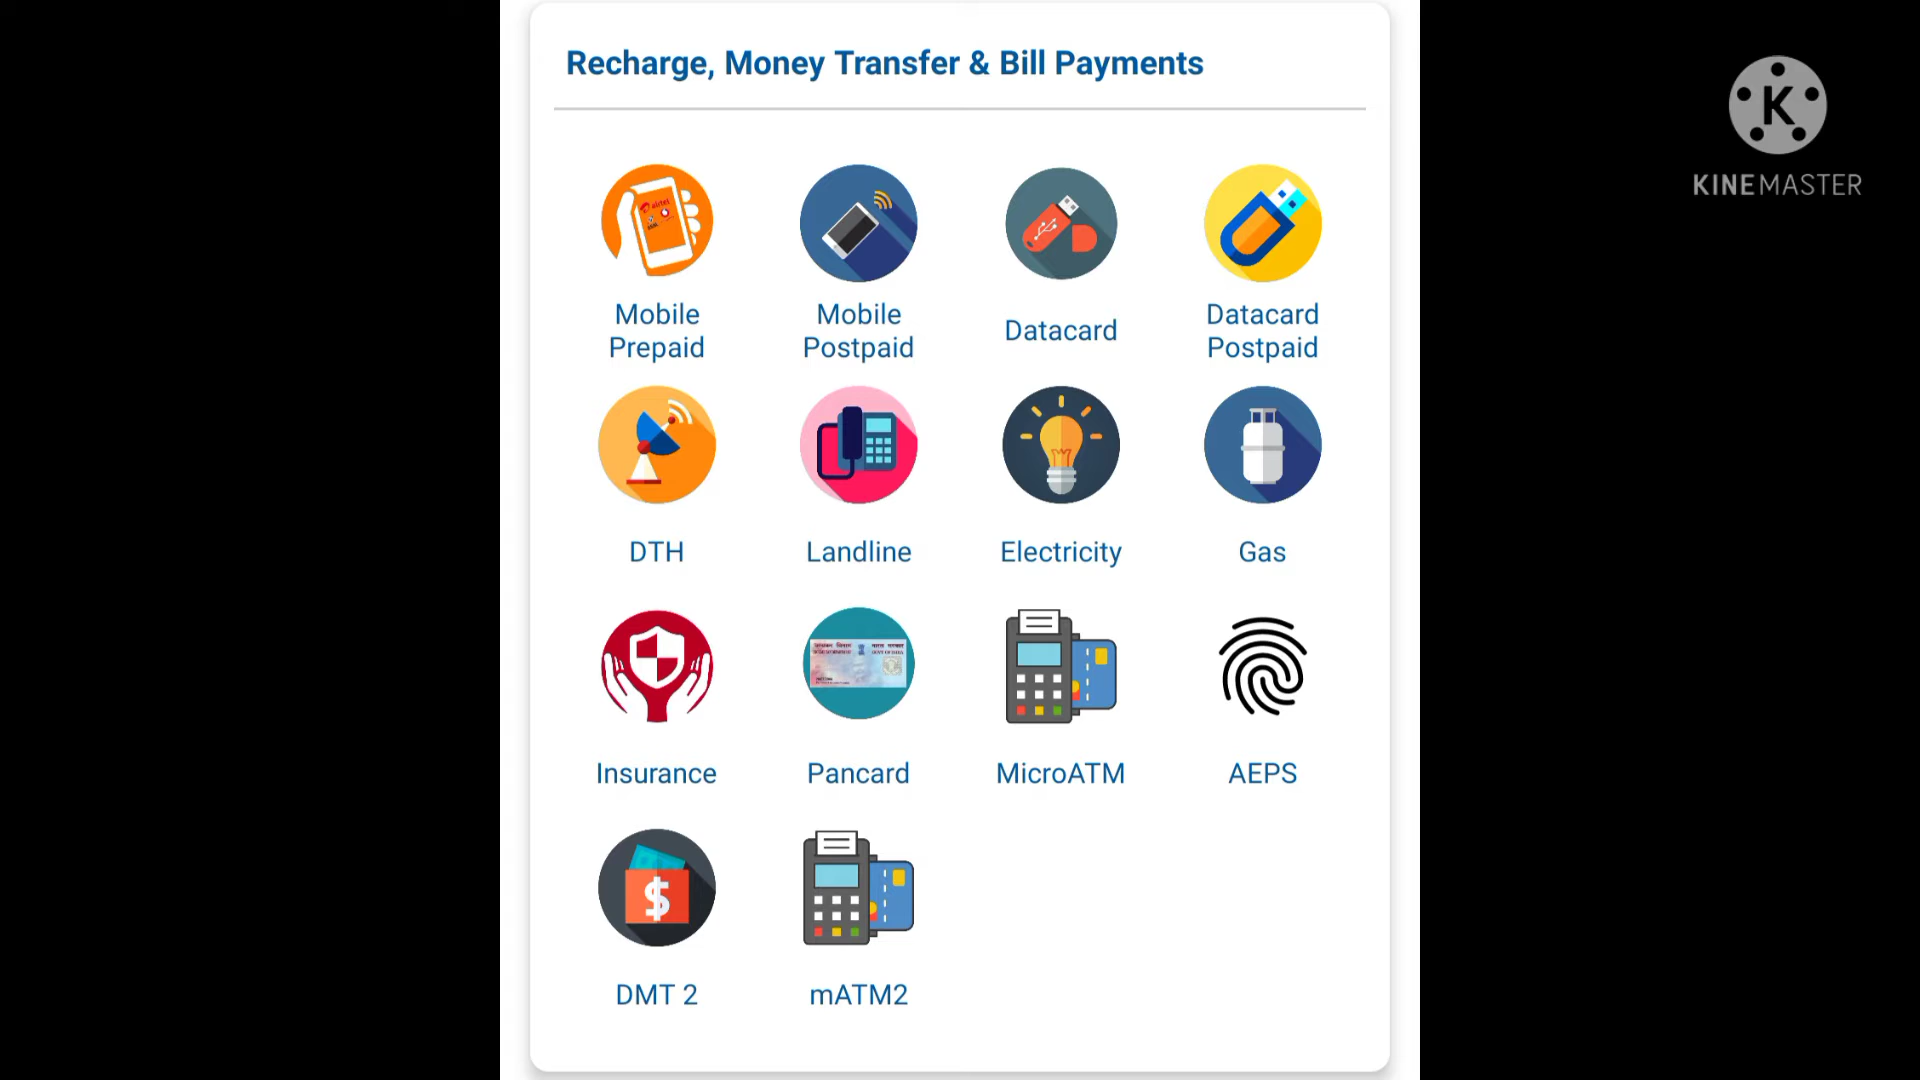 Recharge, Money Transfer & Bill Payments
KINEMASTER
airtel
Mobile Prepaid
Mobile Postpaid
Datacard
Datacard Postpaid
DTH
Landline
Electricity
Gas
Insurance
Pancard
MicroATM
AEPS
DMT 2
mATM2